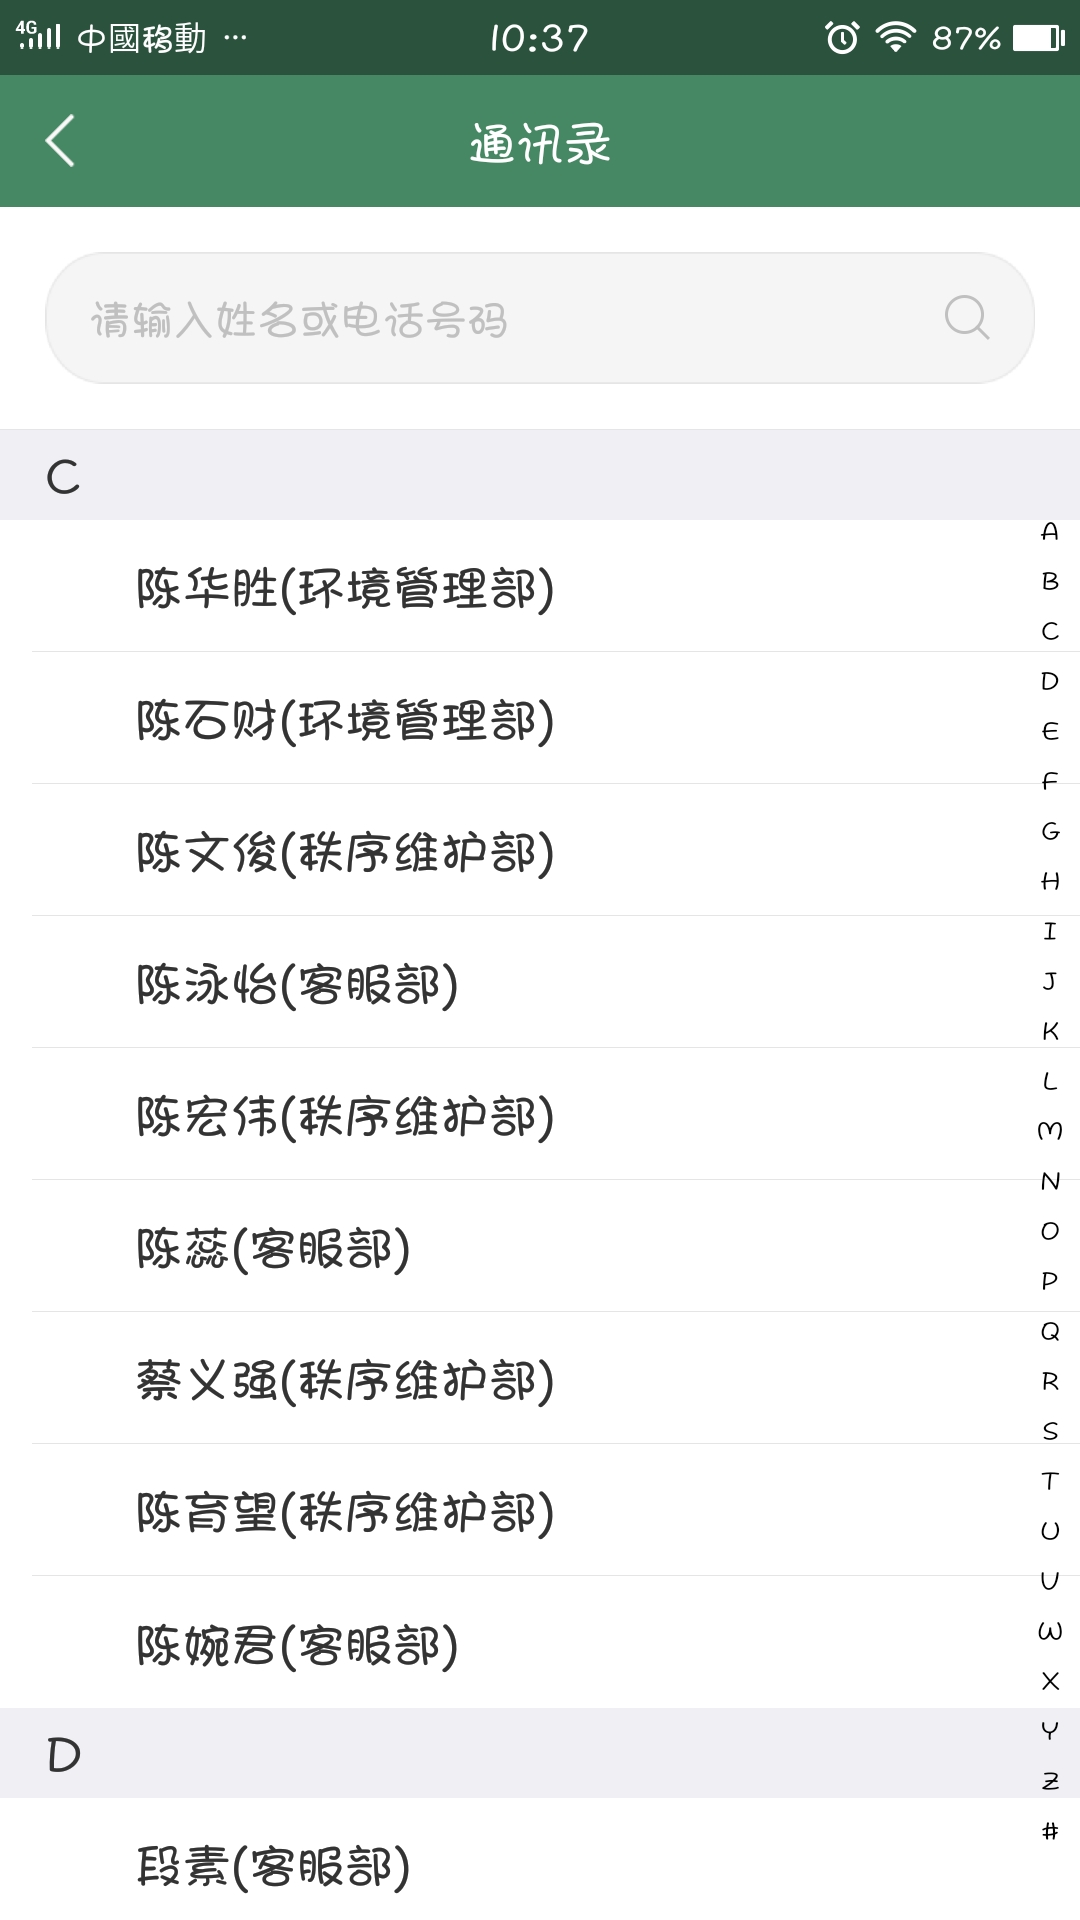 4G 中國移動 ··· 10:37 87%
通讯录
请输入姓名或电话号码
C
陈华胜(环境管理部)
陈石财(环境管理部)
陈文俊(秩序维护部)
陈泳怡(客服部)
陈宏伟(秩序维护部)
陈蕊(客服部)
蔡义强(秩序维护部)
陈育望(秩序维护部)
陈婉君(客服部)
D
段素(客服部)
A
B
C
D
E
F
G
H
I
J
K
L
M
N
O
P
Q
R
S
T
U
V
W
X
Y
Z
#